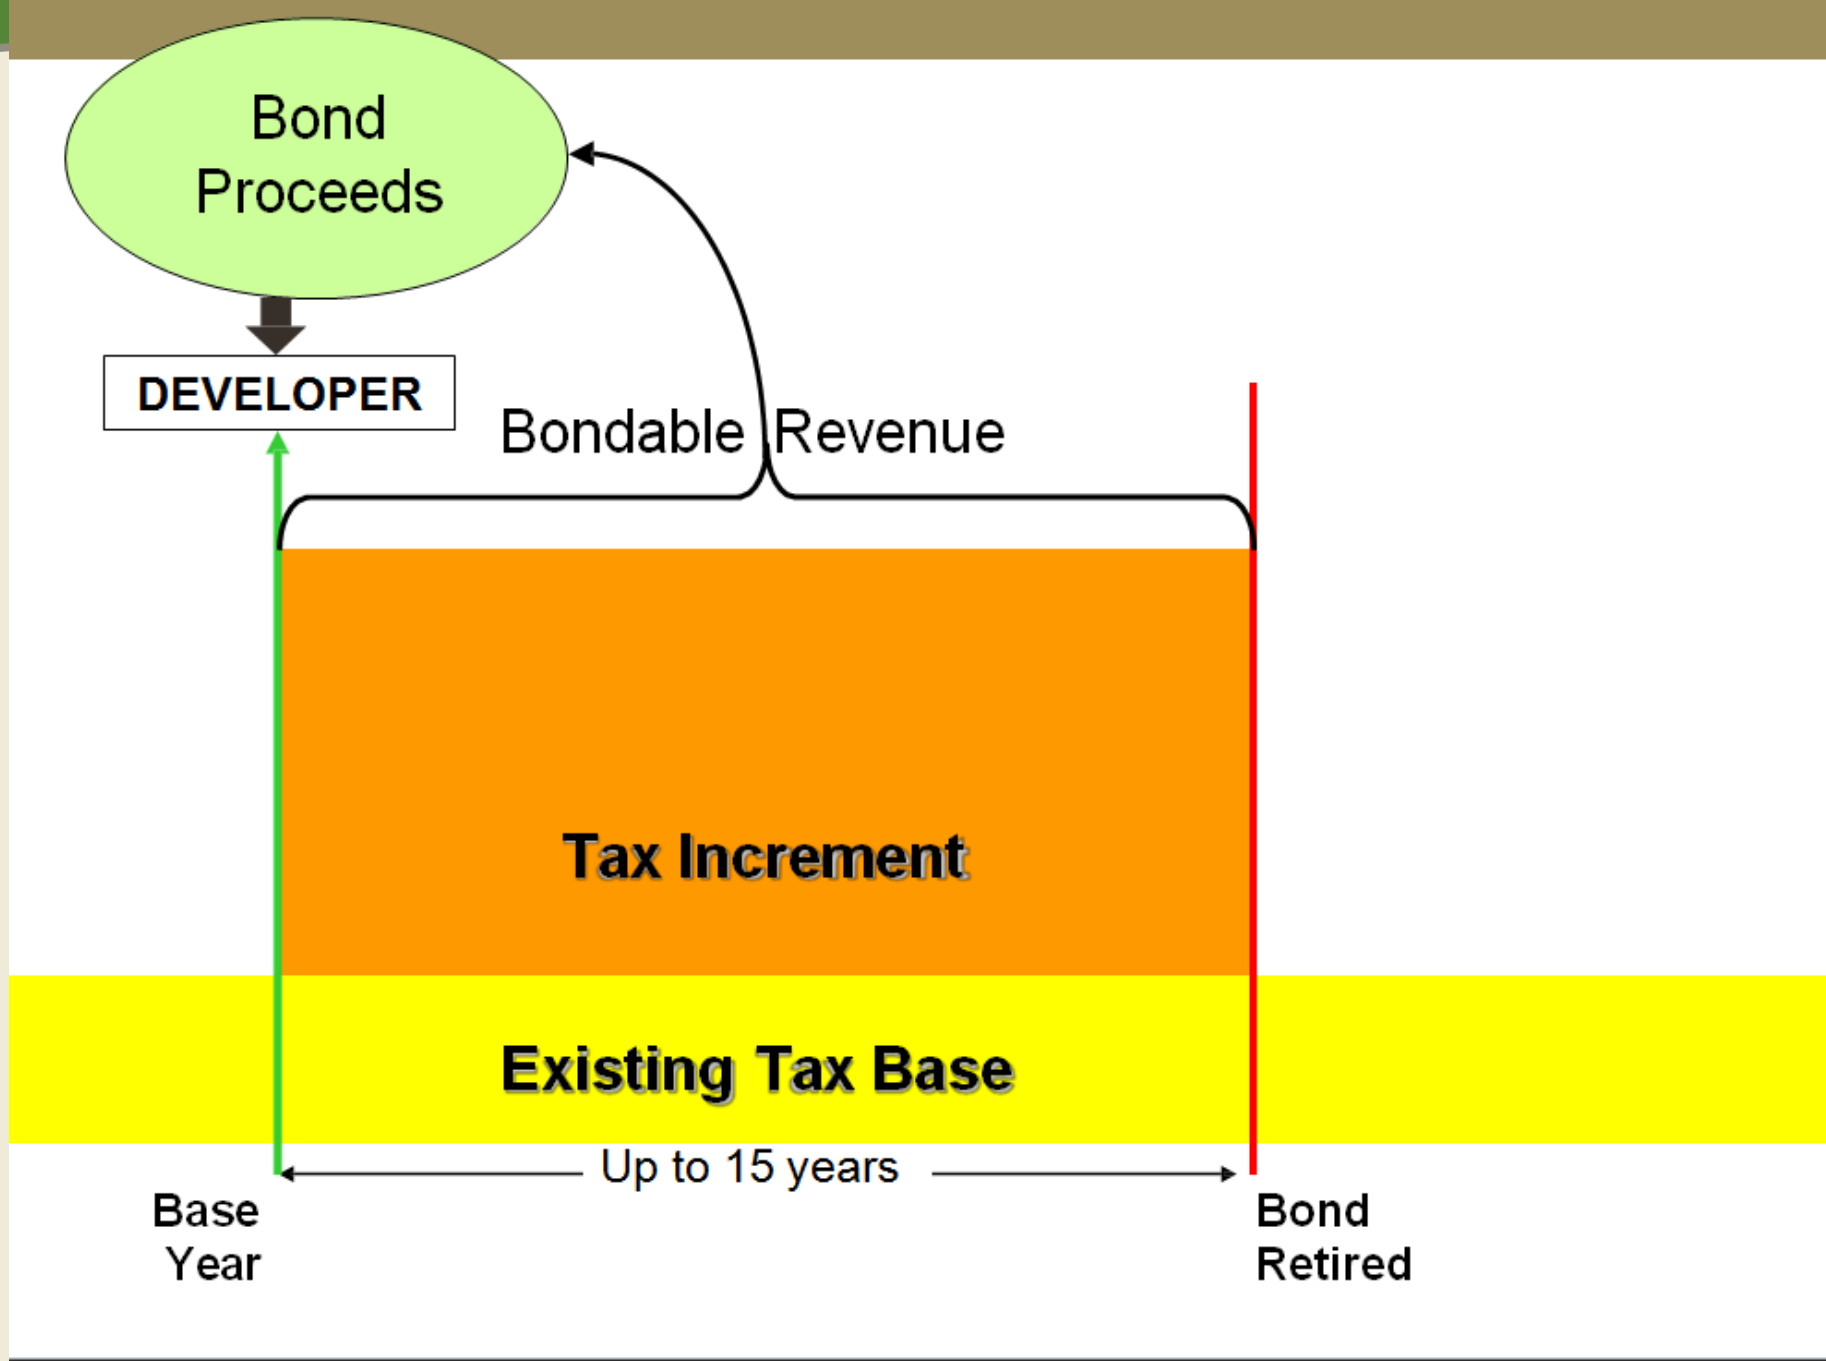 Bond
Proceeds
DEVELOPER
Bondable Revenue
Tax Increment
Existing Tax Base
Up to 15 years
Base
Year
Bond
Retired